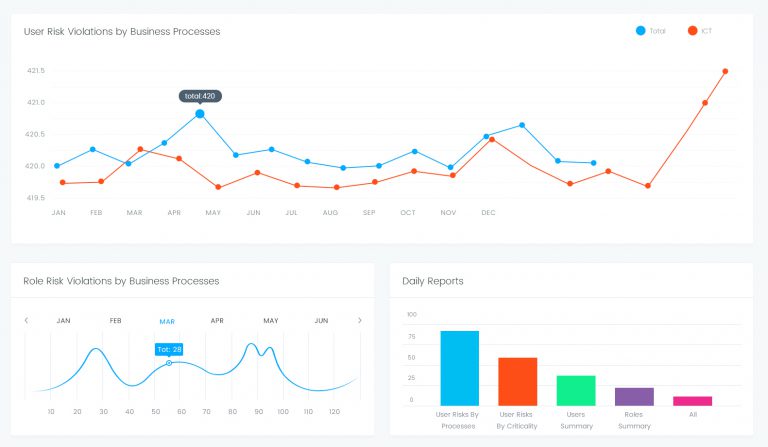 User Risk Violations by Business Processes
Total ICT
421.5
421.0
420.5
420.0
419.5
total:420
JAN FEB MAR APR MAY JUN JUL AUG SEP OCT NOV DEC
Role Risk Violations by Business Processes
JAN FEB MAR APR MAY JUN
Tot: 28
10 20 30 40 50 60 70 80 90 100 110 120
Daily Reports
100
75
50
25
0
User Risks By
Processes
User Risks
By Criticality
Users
Summary
Roles
Summary
All